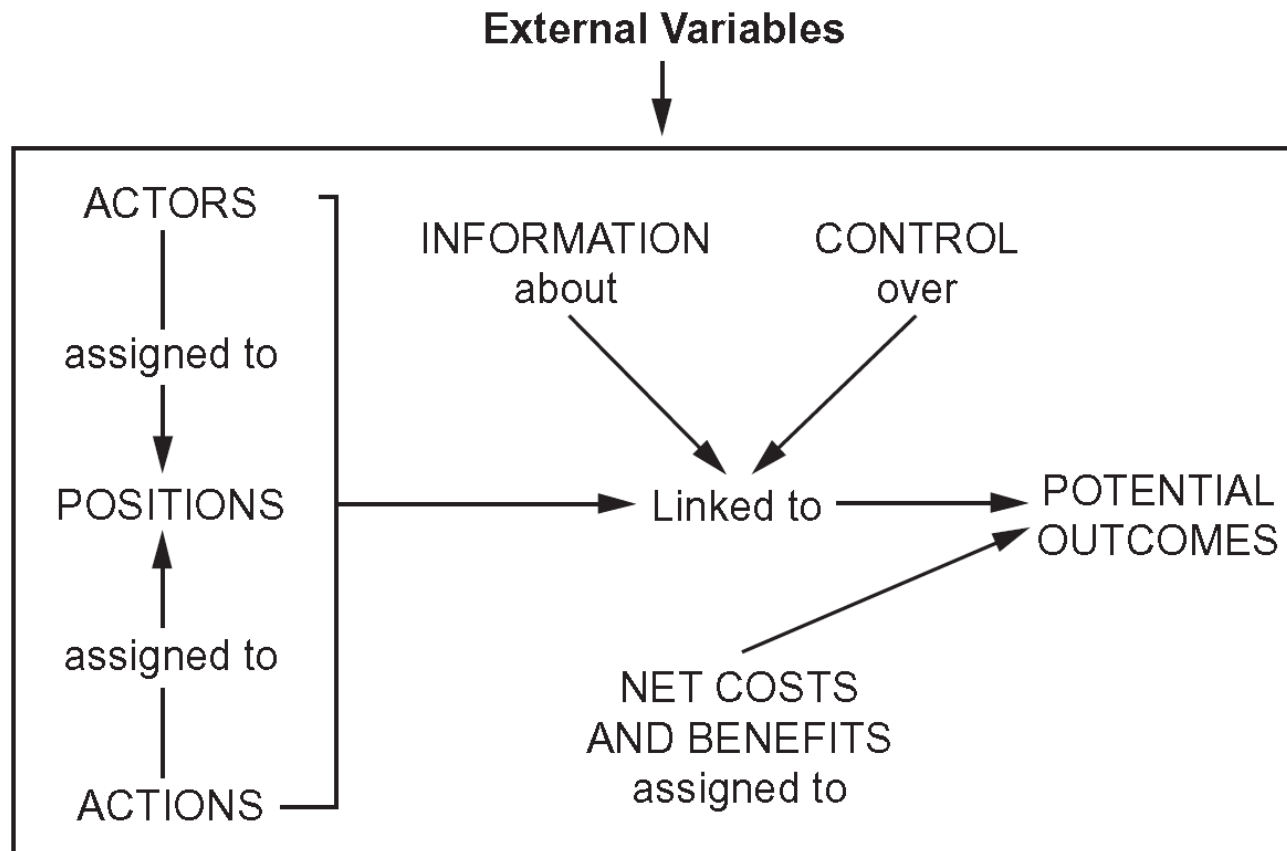 External Variables
ACTORS
assigned to
POSITIONS
assigned to
ACTIONS
INFORMATION
about
CONTROL
over
Linked to
POTENTIAL
OUTCOMES
NET COSTS
AND BENEFITS
assigned to